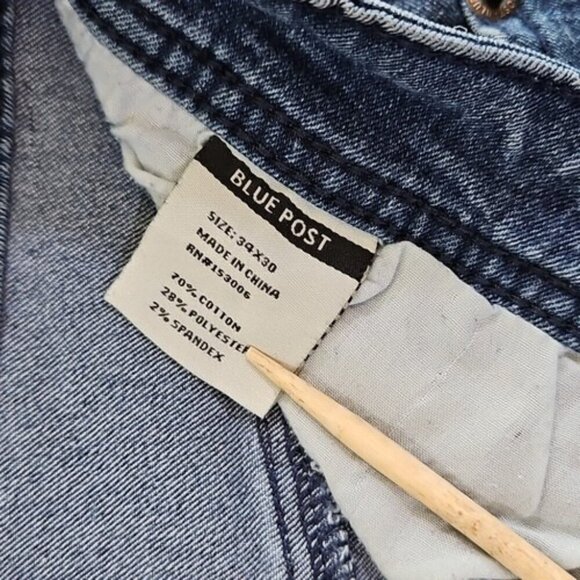 BLUE POST
SIZE: 34X30
MADE IN CHINA
RN#153006
70% COTTON
28% POLYESTER
2% SPANDEX